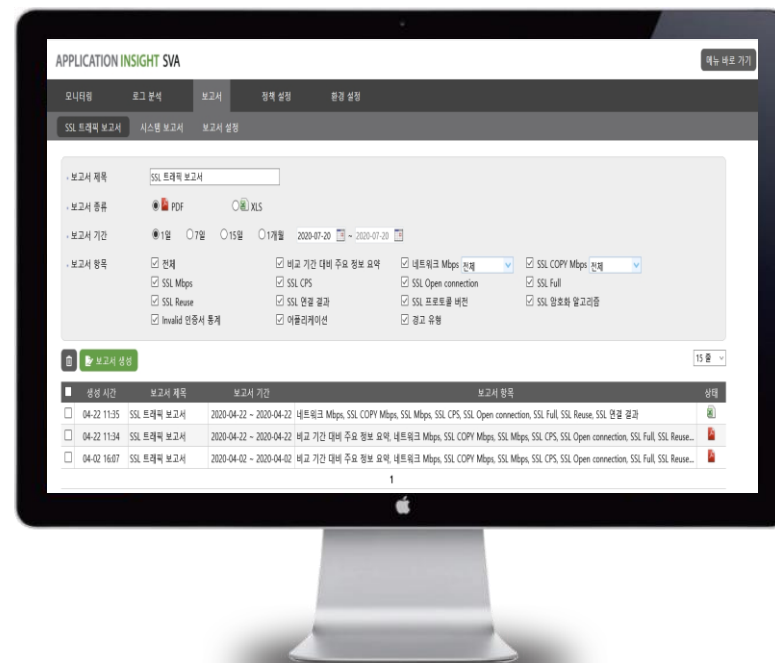 APPLICATION INSIGHT SVA
메뉴 바로 가기
모니터링 로그 분석 보고서 정책 설정 환경 설정
SSL 트래픽 보고서 시스템 보고서 보고서 설정
보고서 제목 SSL 트래픽 보고서
보고서 종류 PDF XLS
보고서 기간 1일 7일 15일 1개월 2020-07-20 ~ 2020-07-20
보고서 항목 전체 비교 기간 대비 주요 정보 요약 네트워크 Mbps 전체 SSL COPY Mbps 전체
SSL Mbps SSL CPS SSL Open connection SSL Full
SSL Reuse SSL 연결 결과 SSL 프로토콜 버전 SSL 암호화 알고리즘
Invalid 인증서 통계 어플리케이션 경고 유형
보고서 생성 15 줄
생성 시간 보고서 제목 보고서 기간 보고서 항목 상태
04-22 11:35 SSL 트래픽 보고서 2020-04-22 ~ 2020-04-22 네트워크 Mbps, SSL COPY Mbps, SSL Mbps, SSL CPS, SSL Open connection, SSL Full, SSL Reuse, SSL 연결 결과
04-22 11:34 SSL 트래픽 보고서 2020-04-22 ~ 2020-04-22 비교 기간 대비 주요 정보 요약, 네트워크 Mbps, SSL COPY Mbps, SSL Mbps, SSL CPS, SSL Open connection, SSL Full, SSL Reuse...
04-02 16:07 SSL 트래픽 보고서 2020-04-02 ~ 2020-04-02 비교 기간 대비 주요 정보 요약, 네트워크 Mbps, SSL COPY Mbps, SSL Mbps, SSL CPS, SSL Open connection, SSL Full, SSL Reuse...
1